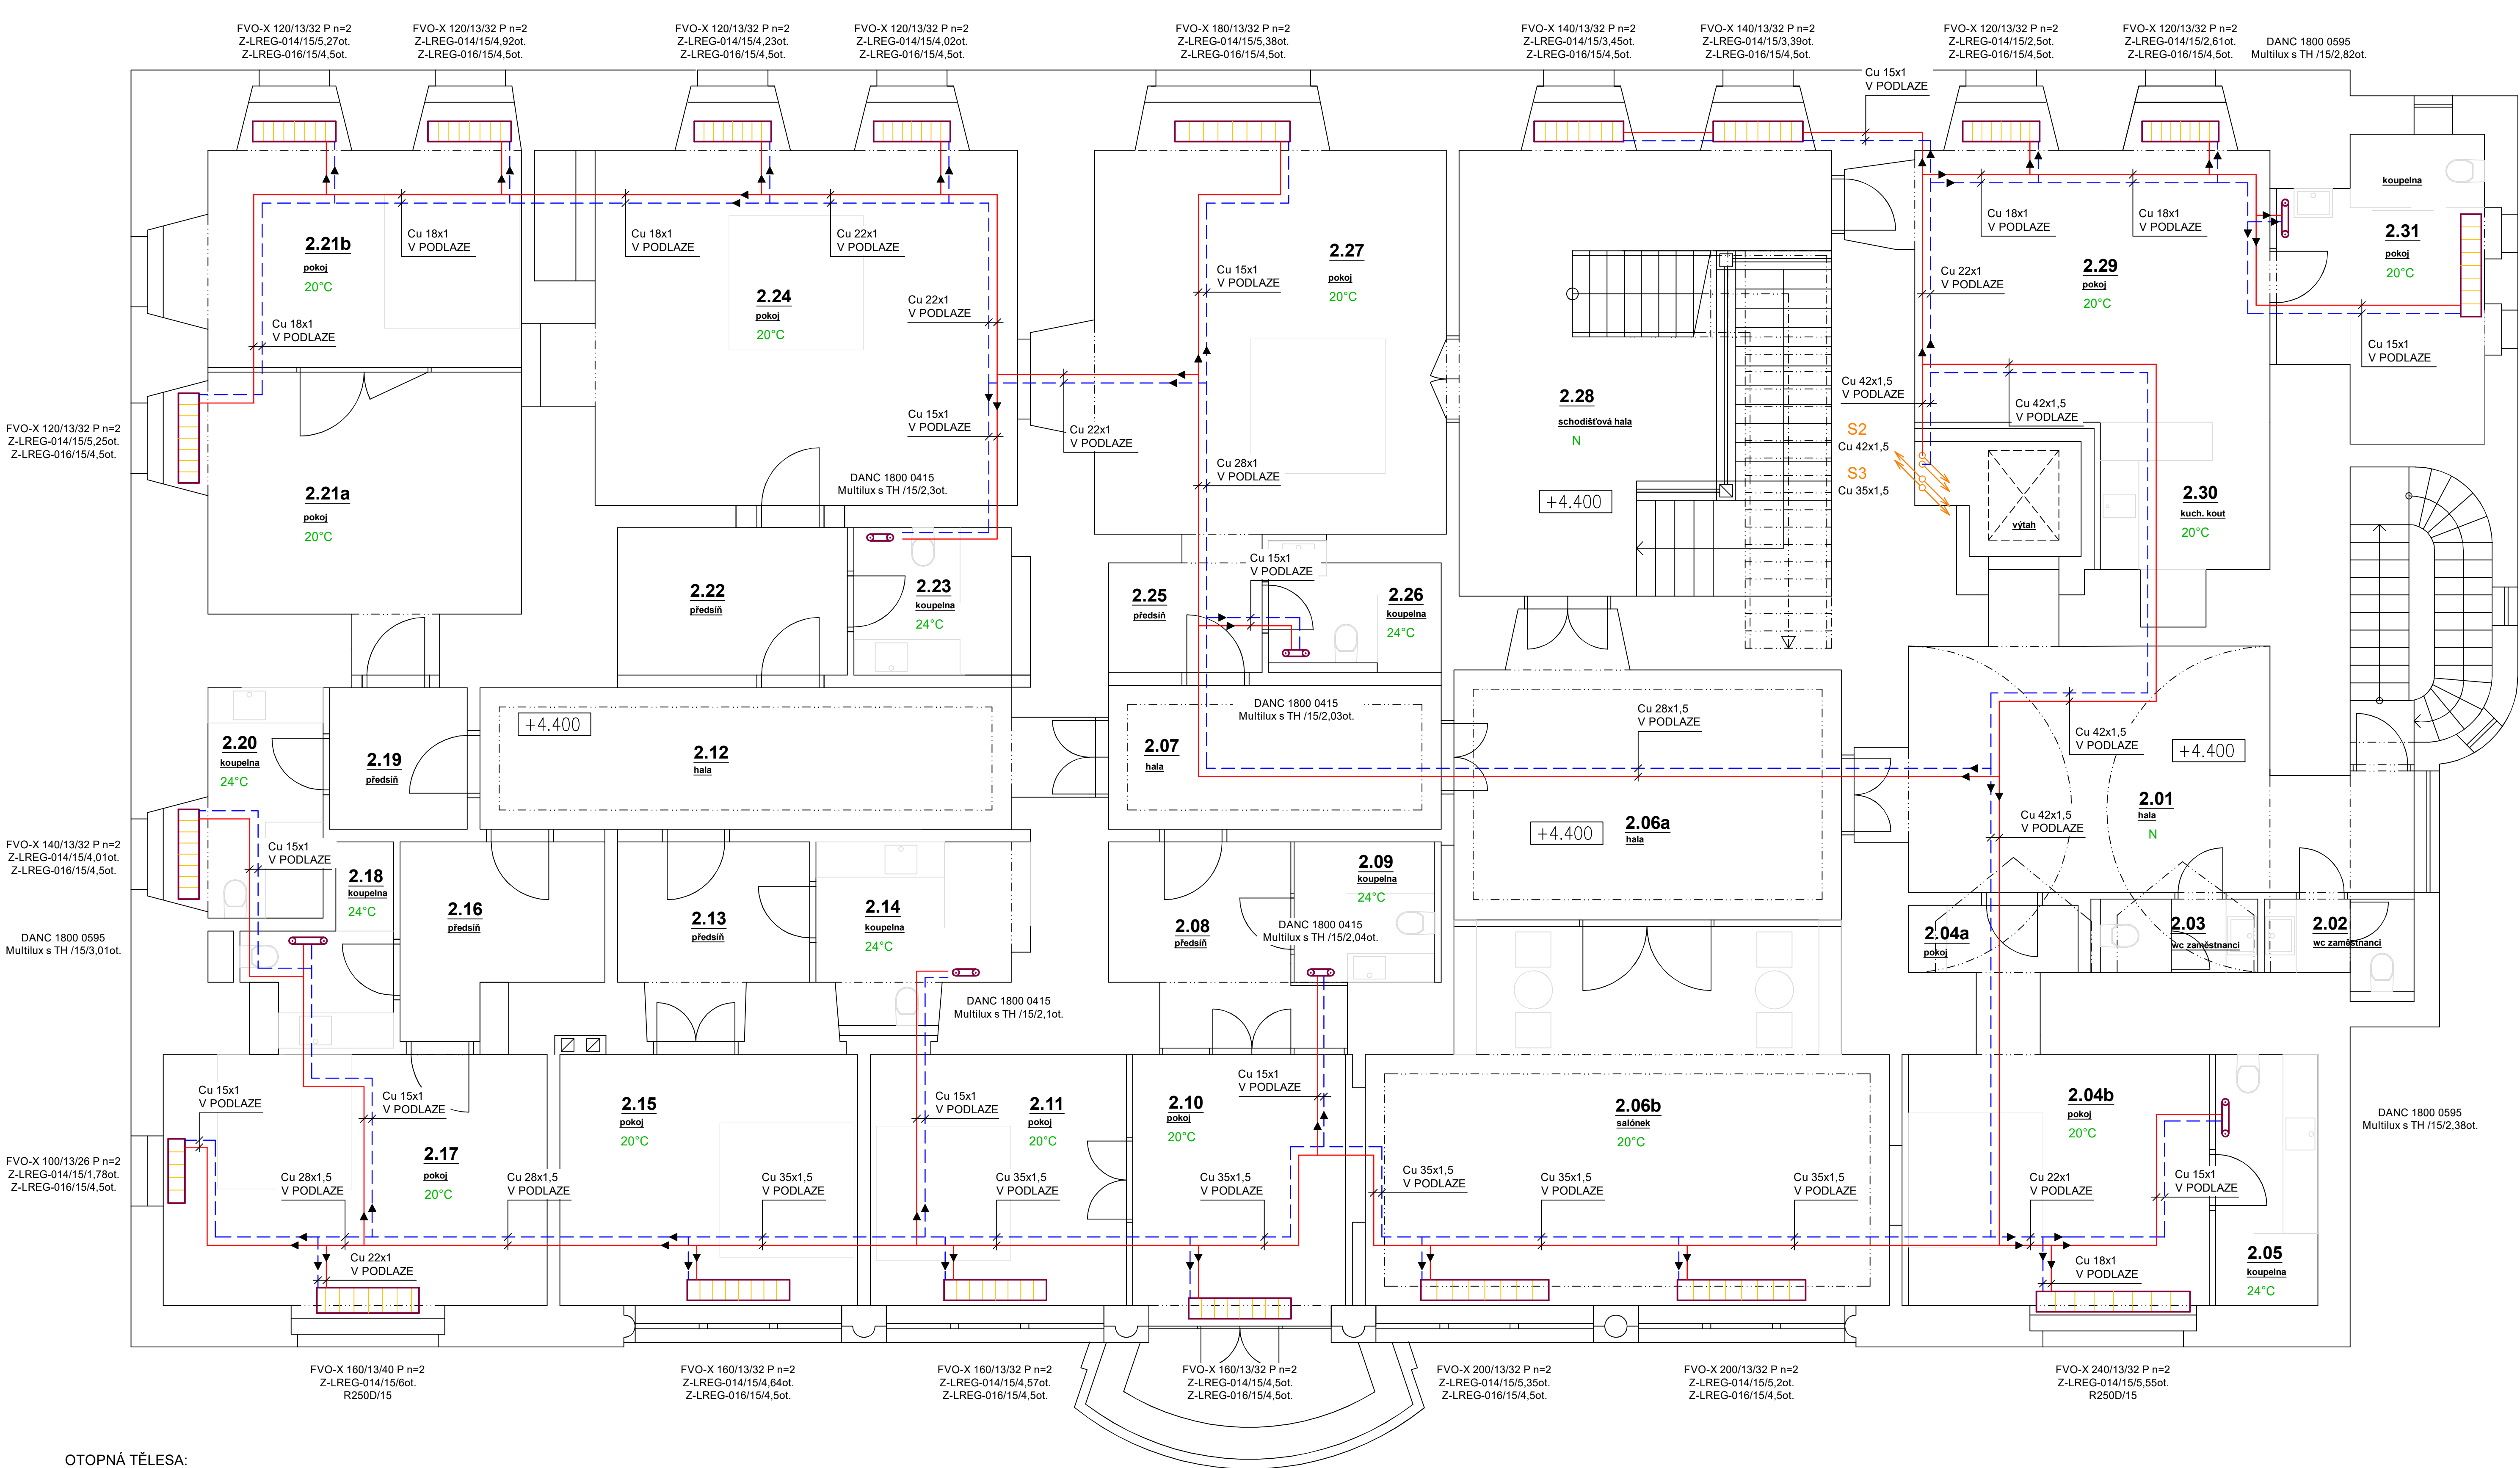 FVO-X 120/13/32 P n=2
Z-LREG-014/15/5,27ot.
Z-LREG-016/15/4,5ot.
FVO-X 120/13/32 P n=2
Z-LREG-014/15/4,92ot.
Z-LREG-016/15/4,5ot.
FVO-X 120/13/32 P n=2
Z-LREG-014/15/4,23ot.
Z-LREG-016/15/4,5ot.
FVO-X 120/13/32 P n=2
Z-LREG-014/15/4,02ot.
Z-LREG-016/15/4,5ot.
FVO-X 180/13/32 P n=2
Z-LREG-014/15/5,38ot.
Z-LREG-016/15/4,5ot.
FVO-X 140/13/32 P n=2
Z-LREG-014/15/3,45ot.
Z-LREG-016/15/4,5ot.
FVO-X 140/13/32 P n=2
Z-LREG-014/15/3,39ot.
Z-LREG-016/15/4,5ot.
FVO-X 120/13/32 P n=2
Z-LREG-014/15/2,5ot.
Z-LREG-016/15/4,5ot.
FVO-X 120/13/32 P n=2
Z-LREG-014/15/2,61ot.
Z-LREG-016/15/4,5ot.
DANC 1800 0595
Multilux s TH /15/2,82ot.
Cu 15x1
V PODLAZE
2.21b
pokoj
20°C
Cu 18x1
V PODLAZE
Cu 18x1
V PODLAZE
Cu 18x1
V PODLAZE
Cu 22x1
V PODLAZE
2.24
pokoj
20°C
Cu 22x1
V PODLAZE
Cu 15x1
V PODLAZE
Cu 22x1
V PODLAZE
Cu 15x1
V PODLAZE
2.27
pokoj
20°C
Cu 28x1
V PODLAZE
2.28
schodišťová hala
N
+4.400
Cu 42x1,5
V PODLAZE
S2
Cu 42x1,5
S3
Cu 35x1,5
Cu 22x1
V PODLAZE
Cu 18x1
V PODLAZE
Cu 18x1
V PODLAZE
2.29
pokoj
20°C
Cu 42x1,5
V PODLAZE
výtah
2.30
kuch. kout
20°C
koupelna
2.31
pokoj
20°C
Cu 15x1
V PODLAZE
FVO-X 120/13/32 P n=2
Z-LREG-014/15/5,25ot.
Z-LREG-016/15/4,5ot.
2.21a
pokoj
20°C
DANC 1800 0415
Multilux s TH /15/2,3ot.
2.22
předsíň
2.23
koupelna
24°C
2.25
předsíň
Cu 15x1
V PODLAZE
2.26
koupelna
24°C
DANC 1800 0415
Multilux s TH /15/2,03ot.
2.20
koupelna
24°C
2.19
předsíň
+4.400
2.12
hala
2.07
hala
Cu 28x1,5
V PODLAZE
+4.400
2.06a
hala
Cu 42x1,5
V PODLAZE
+4.400
2.01
hala
N
Cu 42x1,5
V PODLAZE
FVO-X 140/13/32 P n=2
Z-LREG-014/15/4,01ot.
Z-LREG-016/15/4,5ot.
Cu 15x1
V PODLAZE
2.18
koupelna
24°C
2.16
předsíň
2.13
předsíň
2.14
koupelna
24°C
2.08
předsíň
2.09
koupelna
24°C
DANC 1800 0415
Multilux s TH /15/2,04ot.
2.04a
pokoj
2.03
wc zaměstnanci
2.02
wc zaměstnanci
DANC 1800 0595
Multilux s TH /15/3,01ot.
DANC 1800 0415
Multilux s TH /15/2,1ot.
Cu 15x1
V PODLAZE
Cu 15x1
V PODLAZE
2.17
pokoj
20°C
2.15
pokoj
20°C
Cu 15x1
V PODLAZE
2.11
pokoj
20°C
2.10
pokoj
20°C
Cu 15x1
V PODLAZE
2.06b
salónek
20°C
2.04b
pokoj
20°C
DANC 1800 0595
Multilux s TH /15/2,38ot.
FVO-X 100/13/26 P n=2
Z-LREG-014/15/1,78ot.
Z-LREG-016/15/4,5ot.
Cu 28x1,5
V PODLAZE
Cu 28x1,5
V PODLAZE
Cu 35x1,5
V PODLAZE
Cu 35x1,5
V PODLAZE
Cu 35x1,5
V PODLAZE
Cu 35x1,5
V PODLAZE
Cu 35x1,5
V PODLAZE
Cu 35x1,5
V PODLAZE
Cu 22x1
V PODLAZE
Cu 15x1
V PODLAZE
Cu 22x1
V PODLAZE
Cu 18x1
V PODLAZE
2.05
koupelna
24°C
FVO-X 160/13/40 P n=2
Z-LREG-014/15/6ot.
R250D/15
FVO-X 160/13/32 P n=2
Z-LREG-014/15/4,64ot.
Z-LREG-016/15/4,5ot.
FVO-X 160/13/32 P n=2
Z-LREG-014/15/4,57ot.
Z-LREG-016/15/4,5ot.
FVO-X 160/13/32 P n=2
Z-LREG-014/15/4,5ot.
Z-LREG-016/15/4,5ot.
FVO-X 200/13/32 P n=2
Z-LREG-014/15/5,35ot.
Z-LREG-016/15/4,5ot.
FVO-X 200/13/32 P n=2
Z-LREG-014/15/5,2ot.
Z-LREG-016/15/4,5ot.
FVO-X 240/13/32 P n=2
Z-LREG-014/15/5,55ot.
R250D/15
OTOPNÁ TĚLESA: